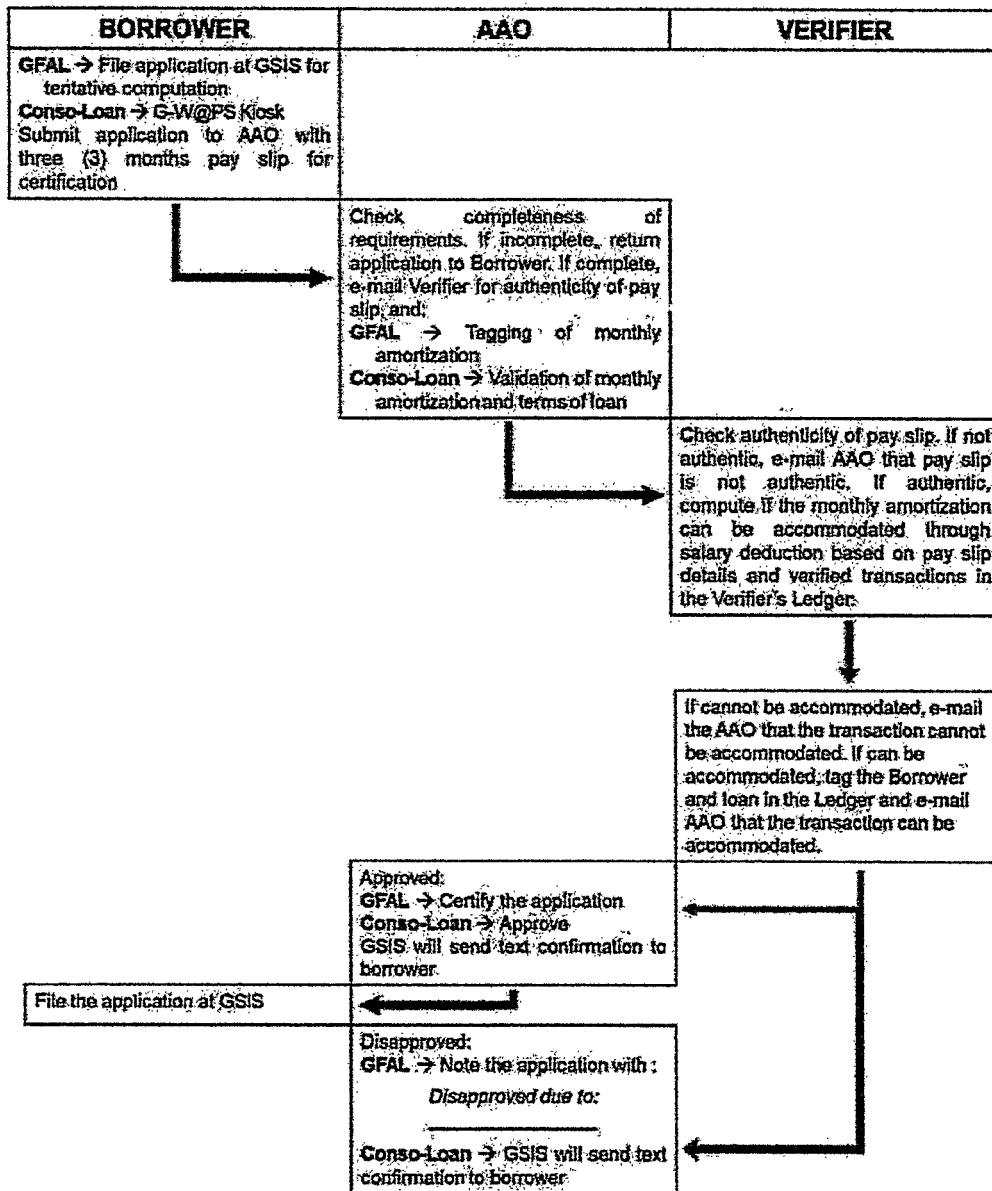 BORROWER
AAO
VERIFIER
GFAL → File application at GSIS for
tentative computation
Conso-Loan → G-W@PS Kiosk
Submit application to AAO with
three (3) months pay slip for
certification
Check completeness of
requirements. If incomplete, return
application to Borrower. If complete,
e-mail Verifier for authenticity of pay
slip, and:
GFAL → Tagging of monthly
amortization
Conso-Loan → Validation of monthly
amortization and terms of loan
Check authenticity of pay slip. If not
authentic, e-mail AAO that pay slip
is not authentic. If authentic,
compute if the monthly amortization
can be accommodated through
salary deduction based on pay slip
details and verified transactions in
the Verifier's Ledger.
If cannot be accommodated, e-mail
the AAO that the transaction cannot
be accommodated. If can be
accommodated, tag the Borrower
and loan in the Ledger and e-mail
AAO that the transaction can be
accommodated.
Approved:
GFAL → Certify the application
Conso-Loan → Approve
GSIS will send text confirmation to
borrower
File the application at GSIS
Disapproved:
GFAL → Note the application with :
Disapproved due to:
Conso-Loan → GSIS will send text
confirmation to borrower